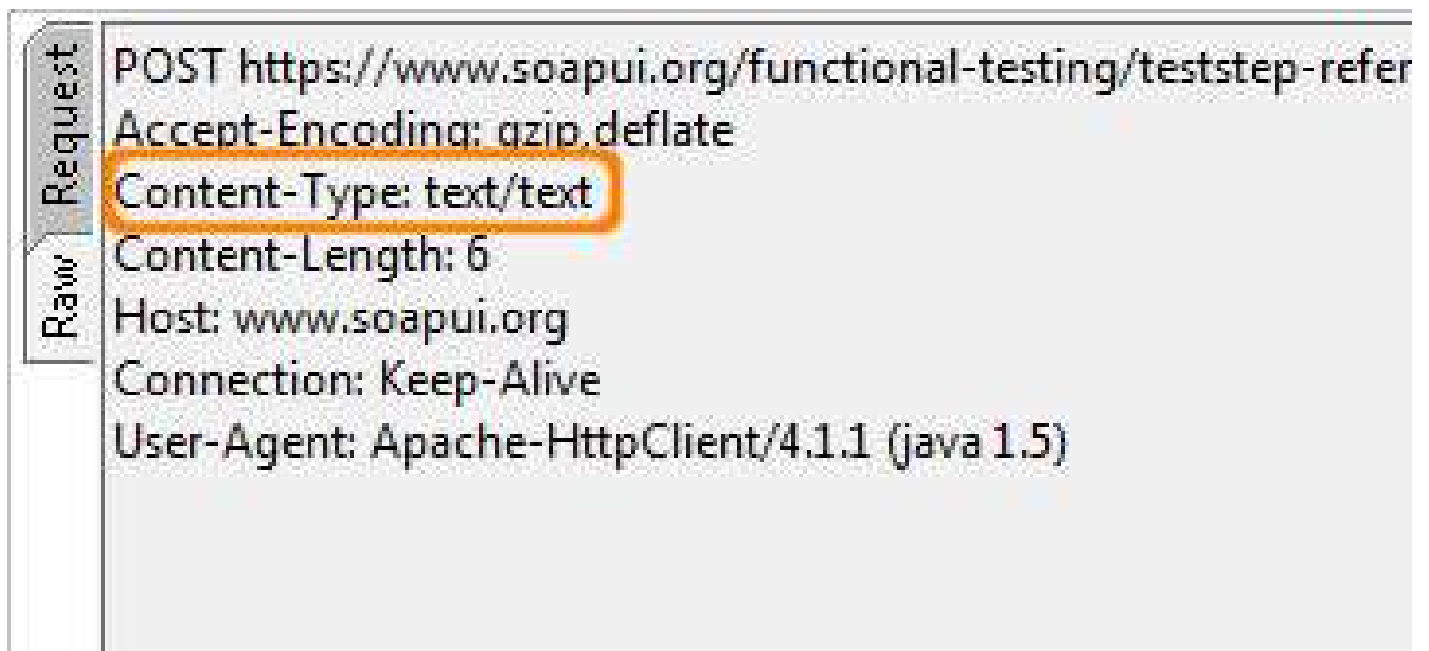 Request
Raw
POST https://www.soapui.org/functional-testing/teststep-refer
Accept-Encoding: gzip,deflate
Content-Type: text/text
Content-Length: 6
Host: www.soapui.org
Connection: Keep-Alive
User-Agent: Apache-HttpClient/4.1.1 (java 1.5)